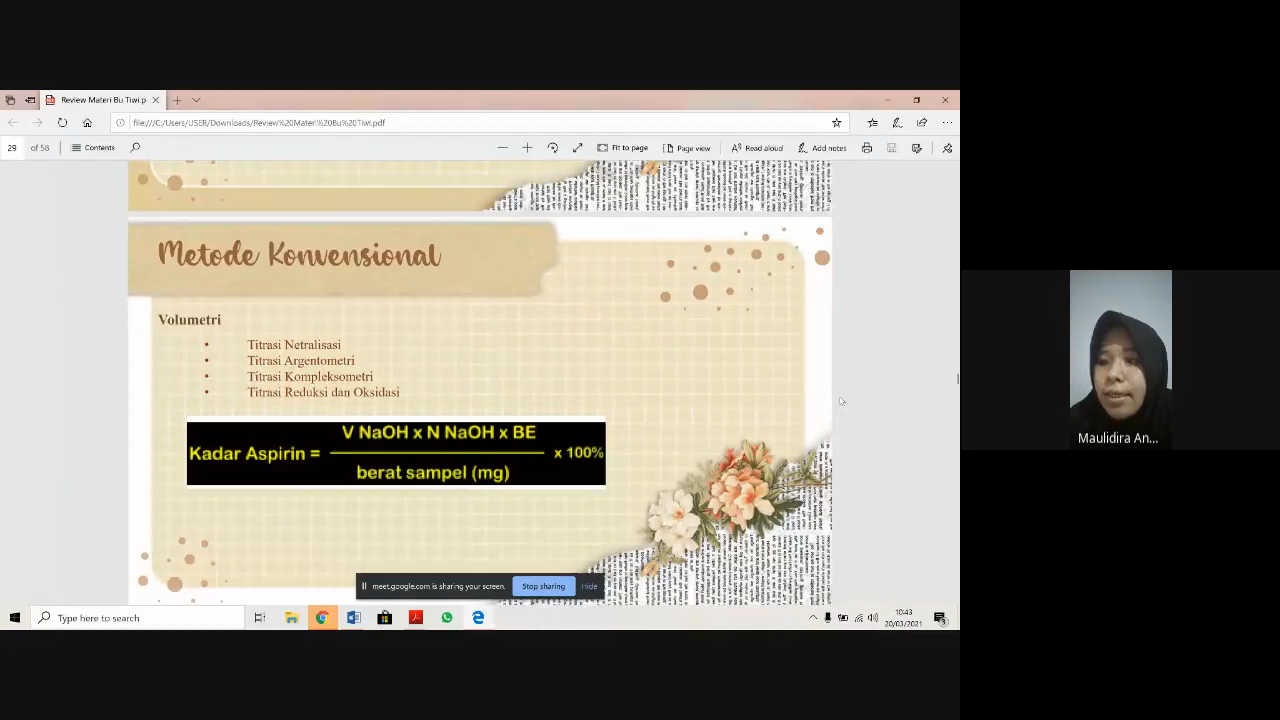 Review Materi Bu Tiwi.p
file:///C:/Users/USER/Downloads/Review%20Materi%20Bu%20Tiwi.pdf
29 of 58 Contents Fit to page Page view Read aloud Add notes
Metode Konvensional
Volumetri
• Titrasi Netralisasi
• Titrasi Argentometri
• Titrasi Kompleksometri
• Titrasi Reduksi dan Oksidasi
V NaOH x N NaOH x BE
Kadar Aspirin = x 100%
berat sampel (mg)
Maulidira An...
meet.google.com is sharing your screen. Stop sharing Hide
Type here to search
10:43
20/03/2021